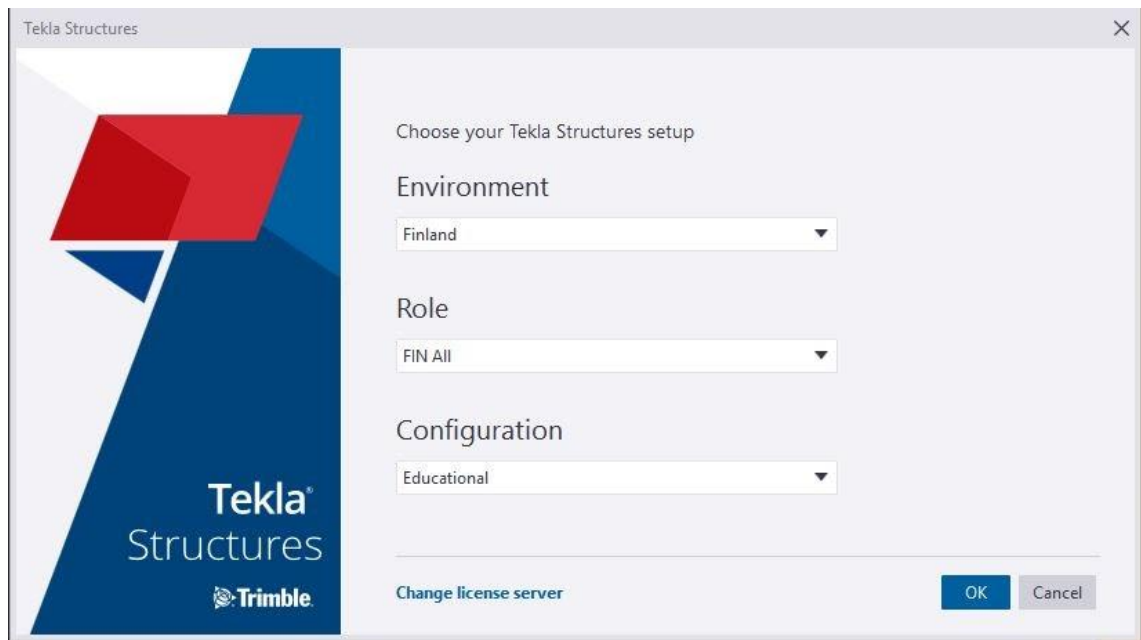 Tekla Structures
Choose your Tekla Structures setup
Environment
Finland
Role
FIN All
Configuration
Educational
Tekla®
Structures
Trimble.
Change license server
OK
Cancel